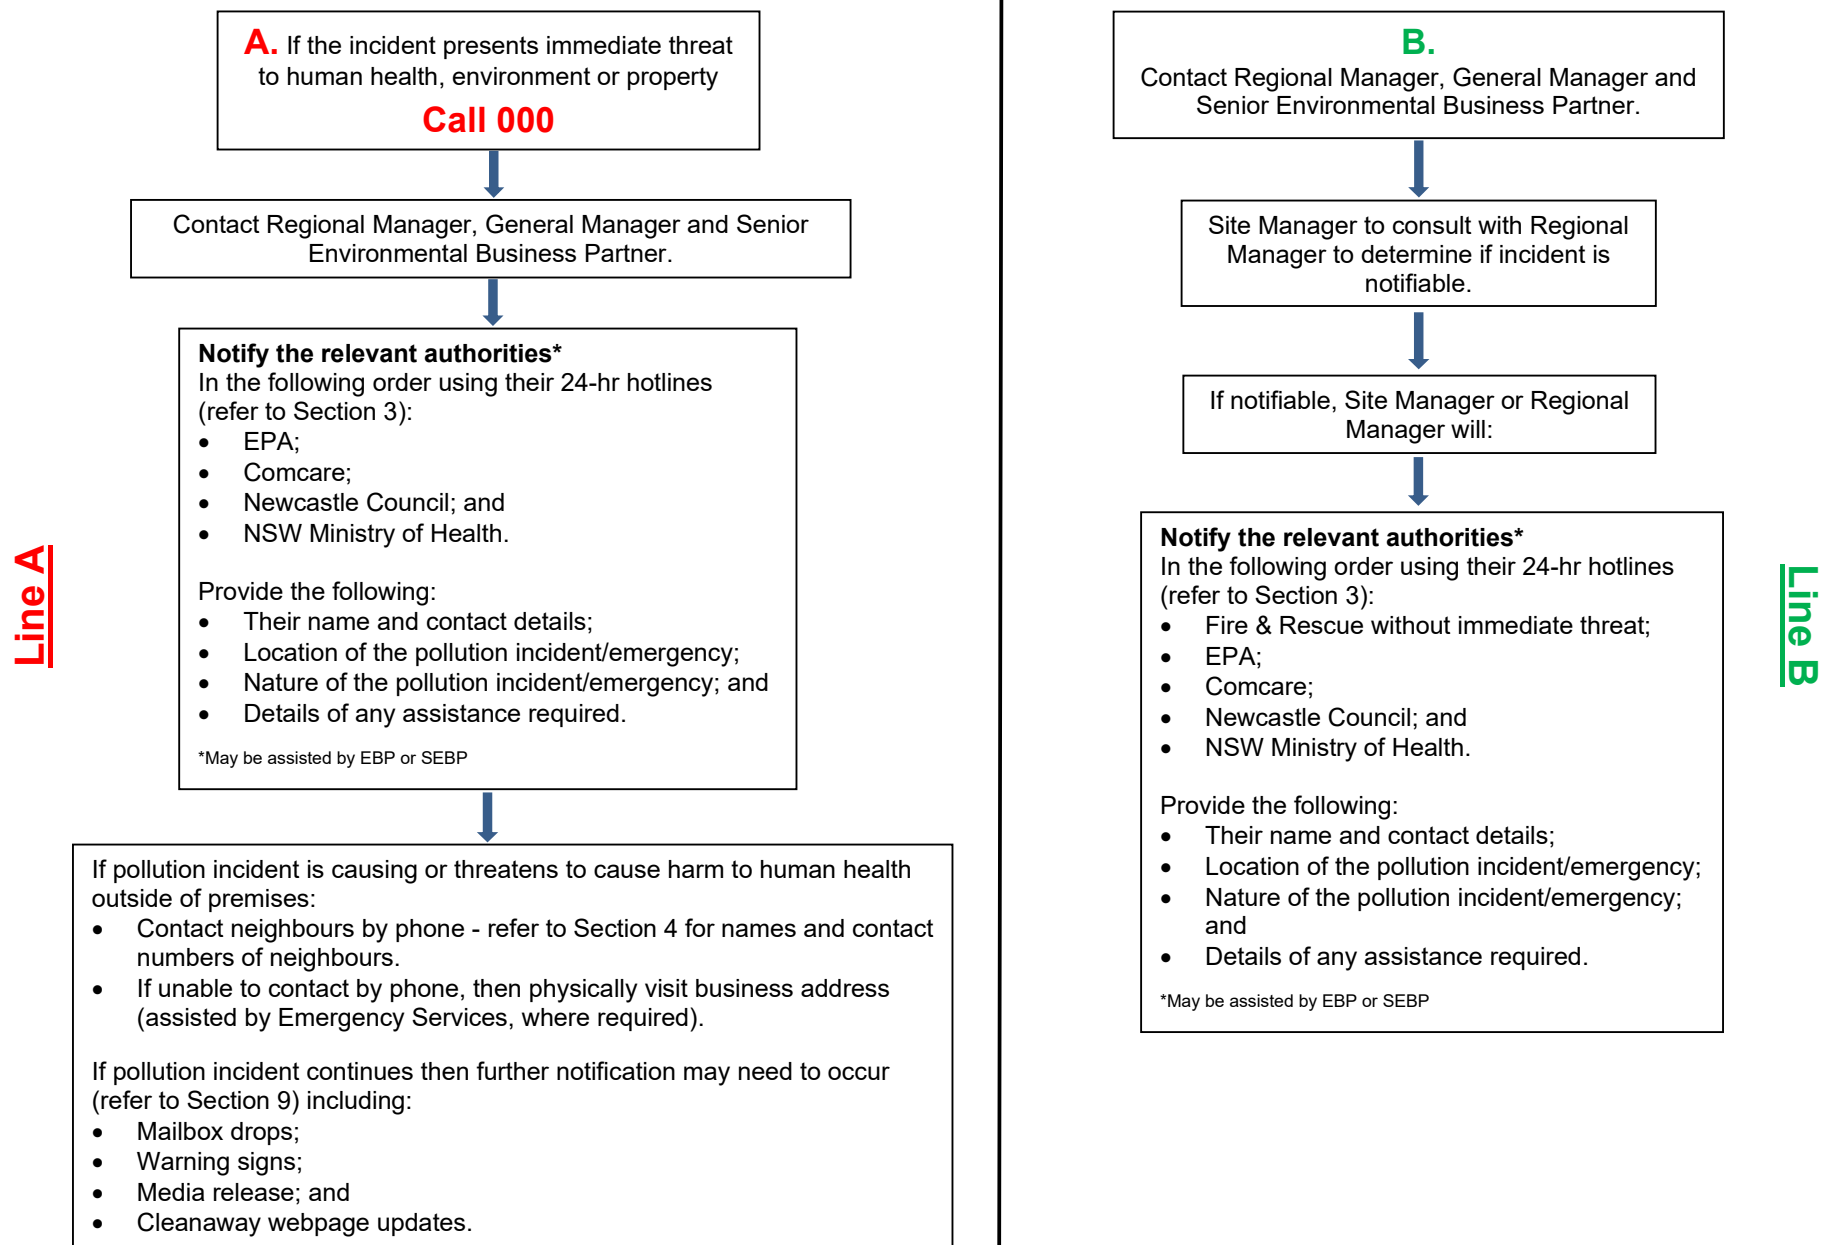 A. If the incident presents immediate threat
to human health, environment or property
Call 000
Contact Regional Manager, General Manager and Senior
Environmental Business Partner.
Notify the relevant authorities*
In the following order using their 24-hr hotlines
(refer to Section 3):
• EPA;
• Comcare;
• Newcastle Council; and
• NSW Ministry of Health.
Provide the following:
• Their name and contact details;
• Location of the pollution incident/emergency;
• Nature of the pollution incident/emergency; and
• Details of any assistance required.
*May be assisted by EBP or SEBP
If pollution incident is causing or threatens to cause harm to human health
outside of premises:
• Contact neighbours by phone - refer to Section 4 for names and contact
numbers of neighbours.
• If unable to contact by phone, then physically visit business address
(assisted by Emergency Services, where required).
If pollution incident continues then further notification may need to occur
(refer to Section 9) including:
• Mailbox drops;
• Warning signs;
• Media release; and
• Cleanaway webpage updates.
Line A
B.
Contact Regional Manager, General Manager and
Senior Environmental Business Partner.
Site Manager to consult with Regional
Manager to determine if incident is
notifiable.
If notifiable, Site Manager or Regional
Manager will:
Notify the relevant authorities*
In the following order using their 24-hr hotlines
(refer to Section 3):
• Fire & Rescue without immediate threat;
• EPA;
• Comcare;
• Newcastle Council; and
• NSW Ministry of Health.
Provide the following:
• Their name and contact details;
• Location of the pollution incident/emergency;
• Nature of the pollution incident/emergency;
and
• Details of any assistance required.
*May be assisted by EBP or SEBP
Line B